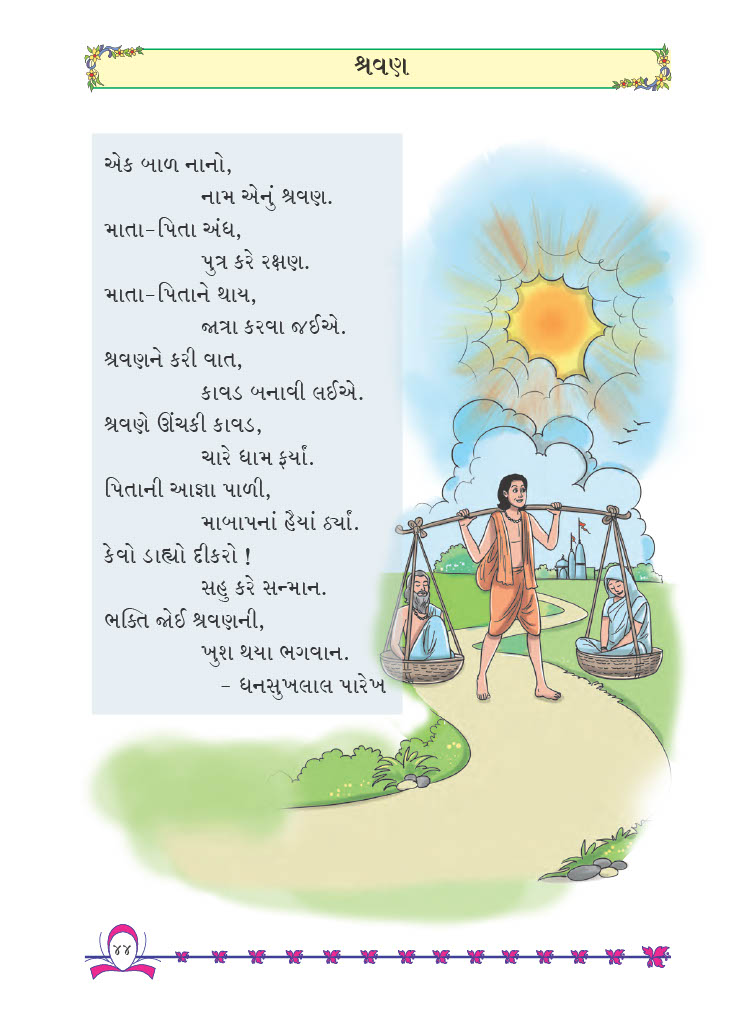 શ્રવણ
એક બાળ નાનો,
નામ એનું શ્રવણ.
માતા-પિતા અંધ,
પુત્ર કરે રક્ષણ.
માતા-પિતાને થાય,
જાત્રા કરવા જઈએ.
શ્રવણને કરી વાત,
કાવડ બનાવી લઈએ.
શ્રવણે ઊંચકી કાવડ,
ચારે ધામ ફર્યાં.
પિતાની આજ્ઞા પાળી,
માબાપનાં હૈયાં ઠર્યાં.
કેવો ડાહ્યો દીકરો !
સહુ કરે સન્માન.
ભક્તિ જોઈ શ્રવણની,
ખુશ થયા ભગવાન.
- ધનસુખલાલ પારેખ
૪૪